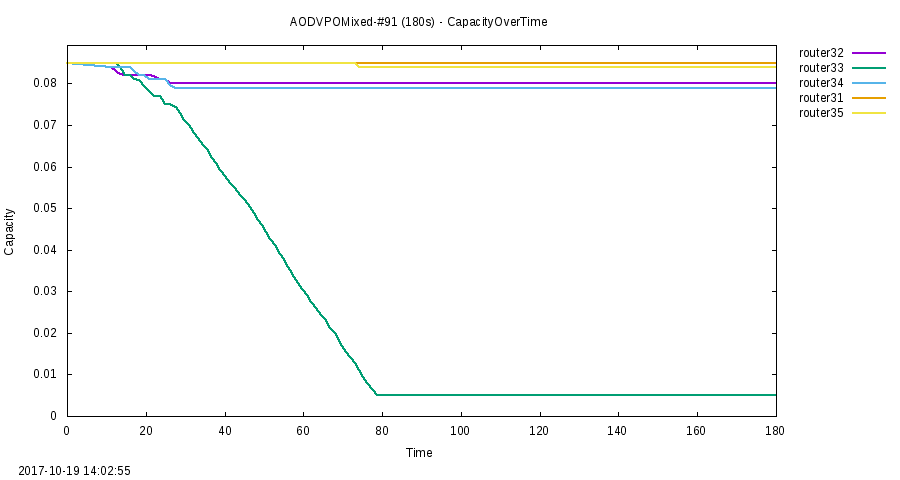 AODVPOMixed-#91 (180s) - CapacityOverTime
router32
router33
router34
router31
router35
0.08
0.07
0.06
0.05
0.04
0.03
0.02
0.01
0
Capacity
0 20 40 60 80 100 120 140 160 180
Time
2017-10-19 14:02:55